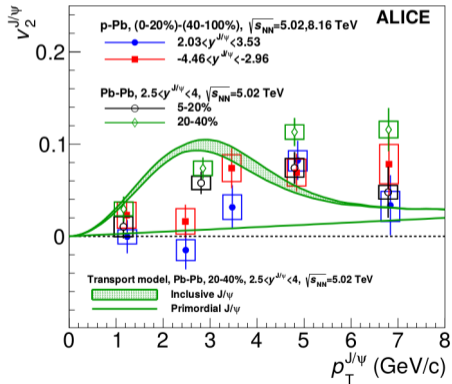 ALICE
p-Pb, (0-20%)-(40-100%), √s_NN=5.02,8.16 TeV
2.03<y^J/ψ<3.53
-4.46<y^J/ψ<-2.96
Pb-Pb, 2.5<y^J/ψ<4, √s_NN=5.02 TeV
5-20%
20-40%
v_2^J/ψ
0.2
0.1
0
Transport model, Pb-Pb, 20-40%, 2.5<y^J/ψ<4, √s_NN=5.02 TeV
Inclusive J/ψ
Primordial J/ψ
0 1 2 3 4 5 6 7 8
p_T^J/ψ (GeV/c)